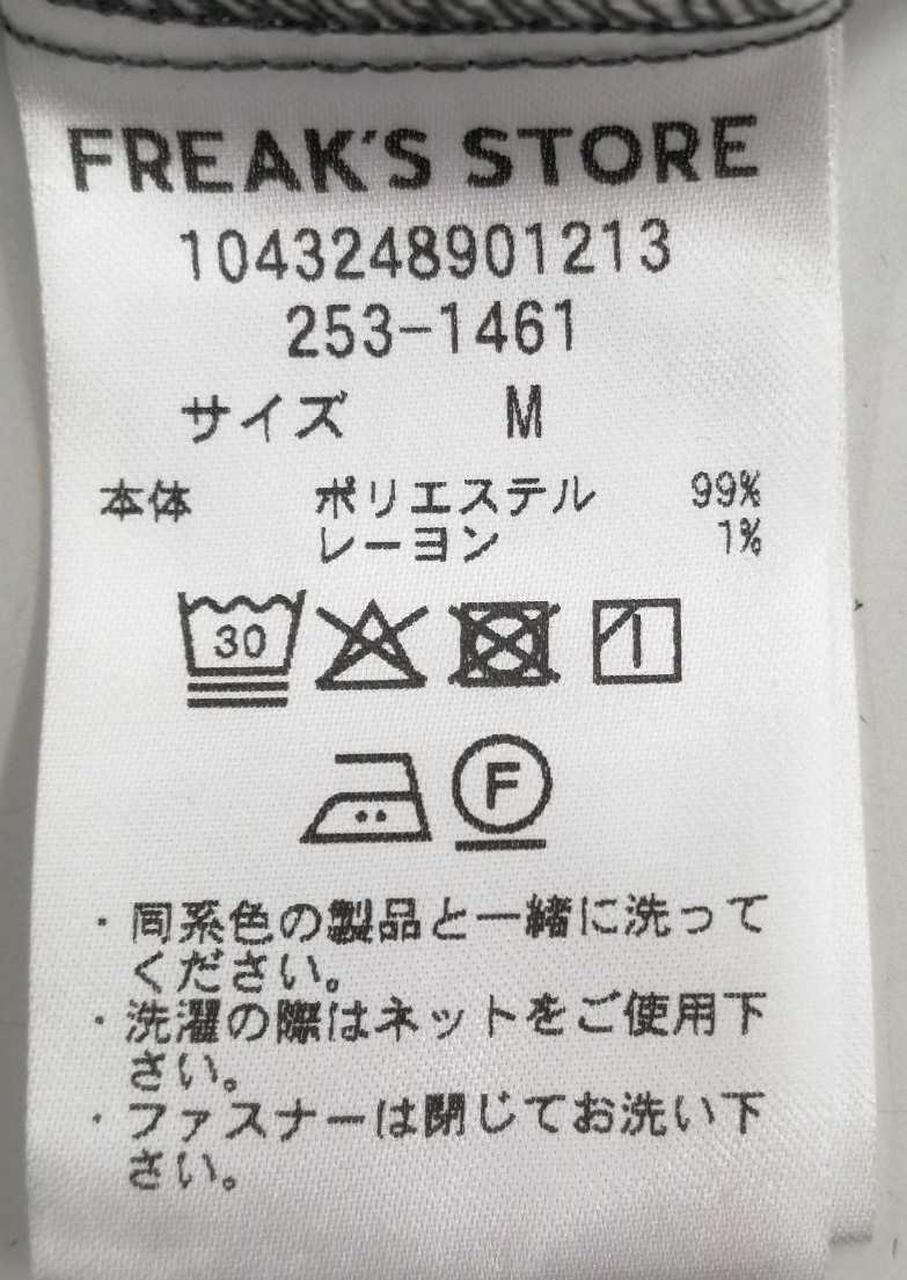 FREAK'S STORE
1043248901213
253-1461
サイズ M
本体 ポリエステル 99%
レーヨン 1%
30
F
・同系色の製品と一緒に洗って
ください。
・洗濯の際はネットをご使用下
さい。
・ファスナーは閉じてお洗い下
さい。